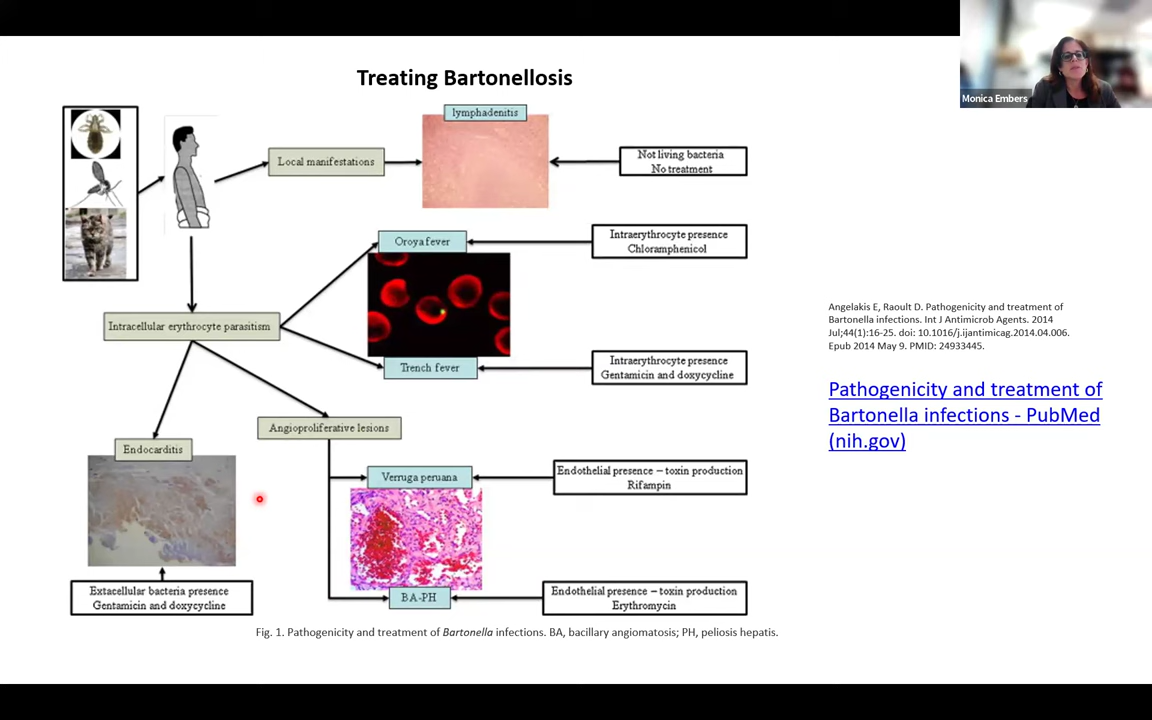 Monica Embers
Treating Bartonellosis
lymphadenitis
Local manifestations
Not living bacteria
No treatment
Oroya fever
Intraerythrocyte presence
Chloramphenicol
Intracellular erythrocyte parasitism
Trench fever
Intraerythrocyte presence
Gentamicin and doxycycline
Angioproliferative lesions
Endocarditis
Verruga peruana
Endothelial presence – toxin production
Rifampin
Extacellular bacteria presence
Gentamicin and doxycycline
BA-PH
Endothelial presence – toxin production
Erythromycin
Fig. 1. Pathogenicity and treatment of Bartonella infections. BA, bacillary angiomatosis; PH, peliosis hepatis.
Angelakis E, Raoult D. Pathogenicity and treatment of
Bartonella infections. Int J Antimicrob Agents. 2014
Jul;44(1):16-25. doi: 10.1016/j.ijantimicag.2014.04.006.
Epub 2014 May 9. PMID: 24933445.
Pathogenicity and treatment of
Bartonella infections - PubMed
(nih.gov)